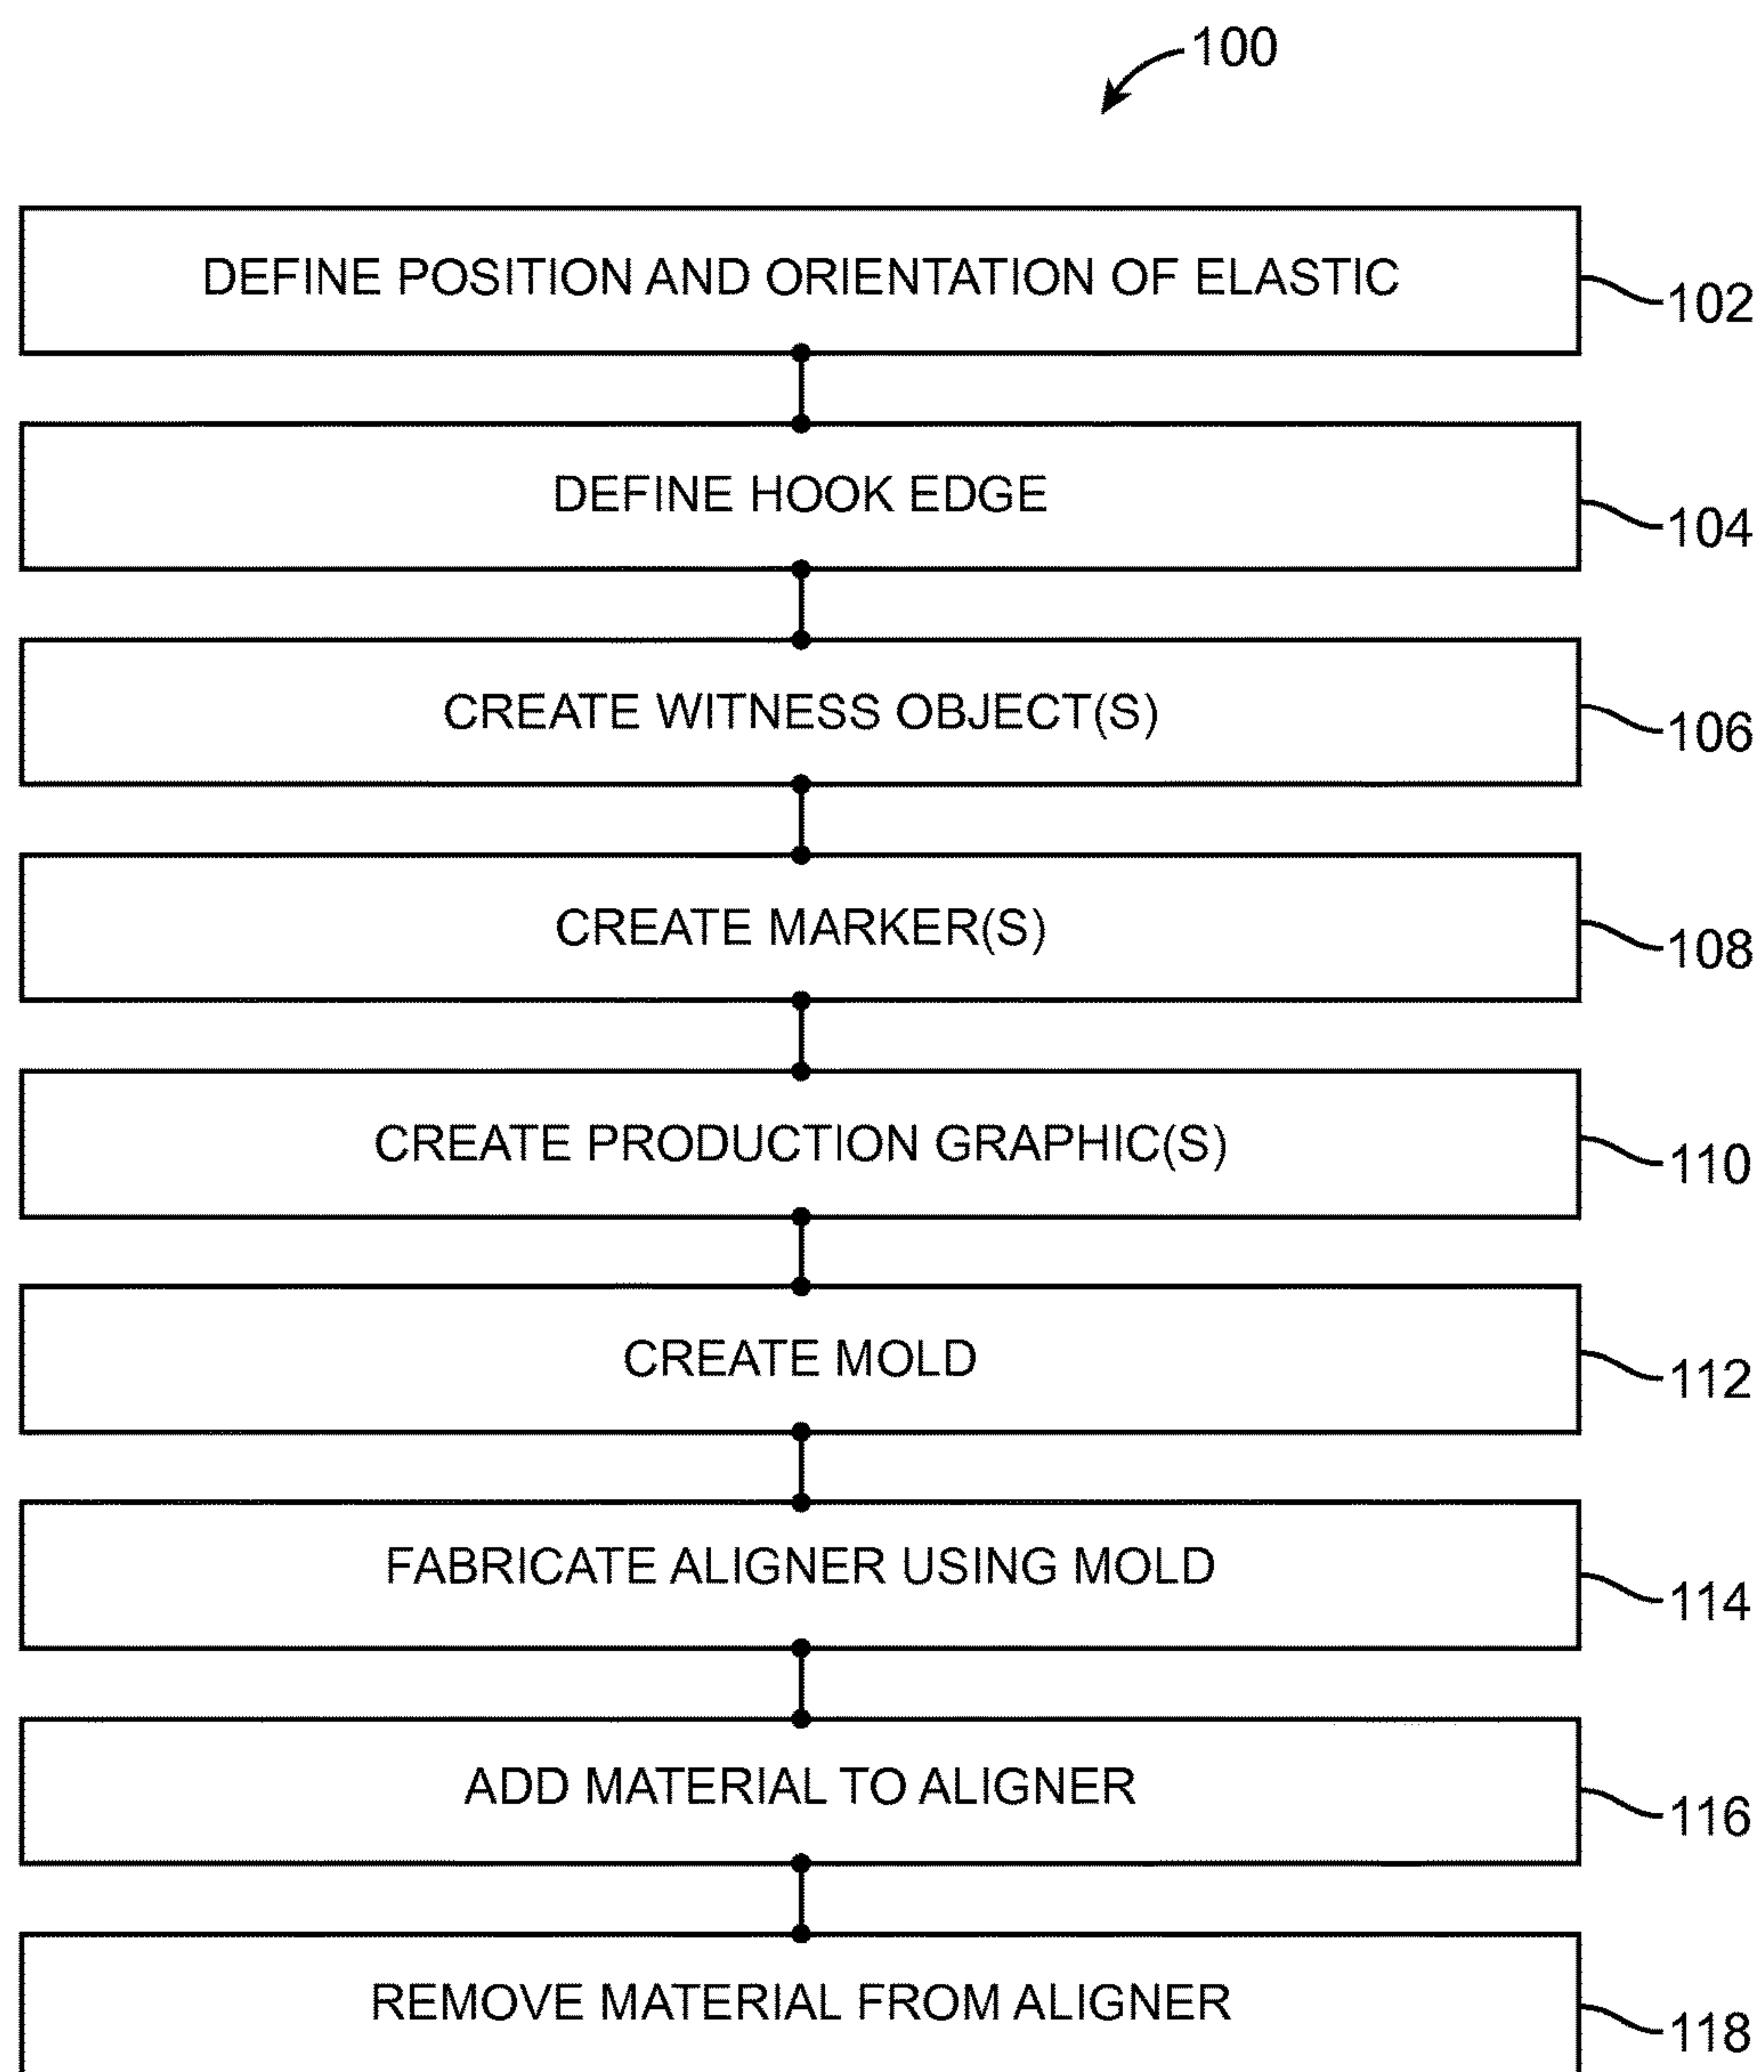 100
DEFINE POSITION AND ORIENTATION OF ELASTIC
102
DEFINE HOOK EDGE
104
CREATE WITNESS OBJECT(S)
106
CREATE MARKER(S)
108
CREATE PRODUCTION GRAPHIC(S)
110
CREATE MOLD
112
FABRICATE ALIGNER USING MOLD
114
ADD MATERIAL TO ALIGNER
116
REMOVE MATERIAL FROM ALIGNER
118